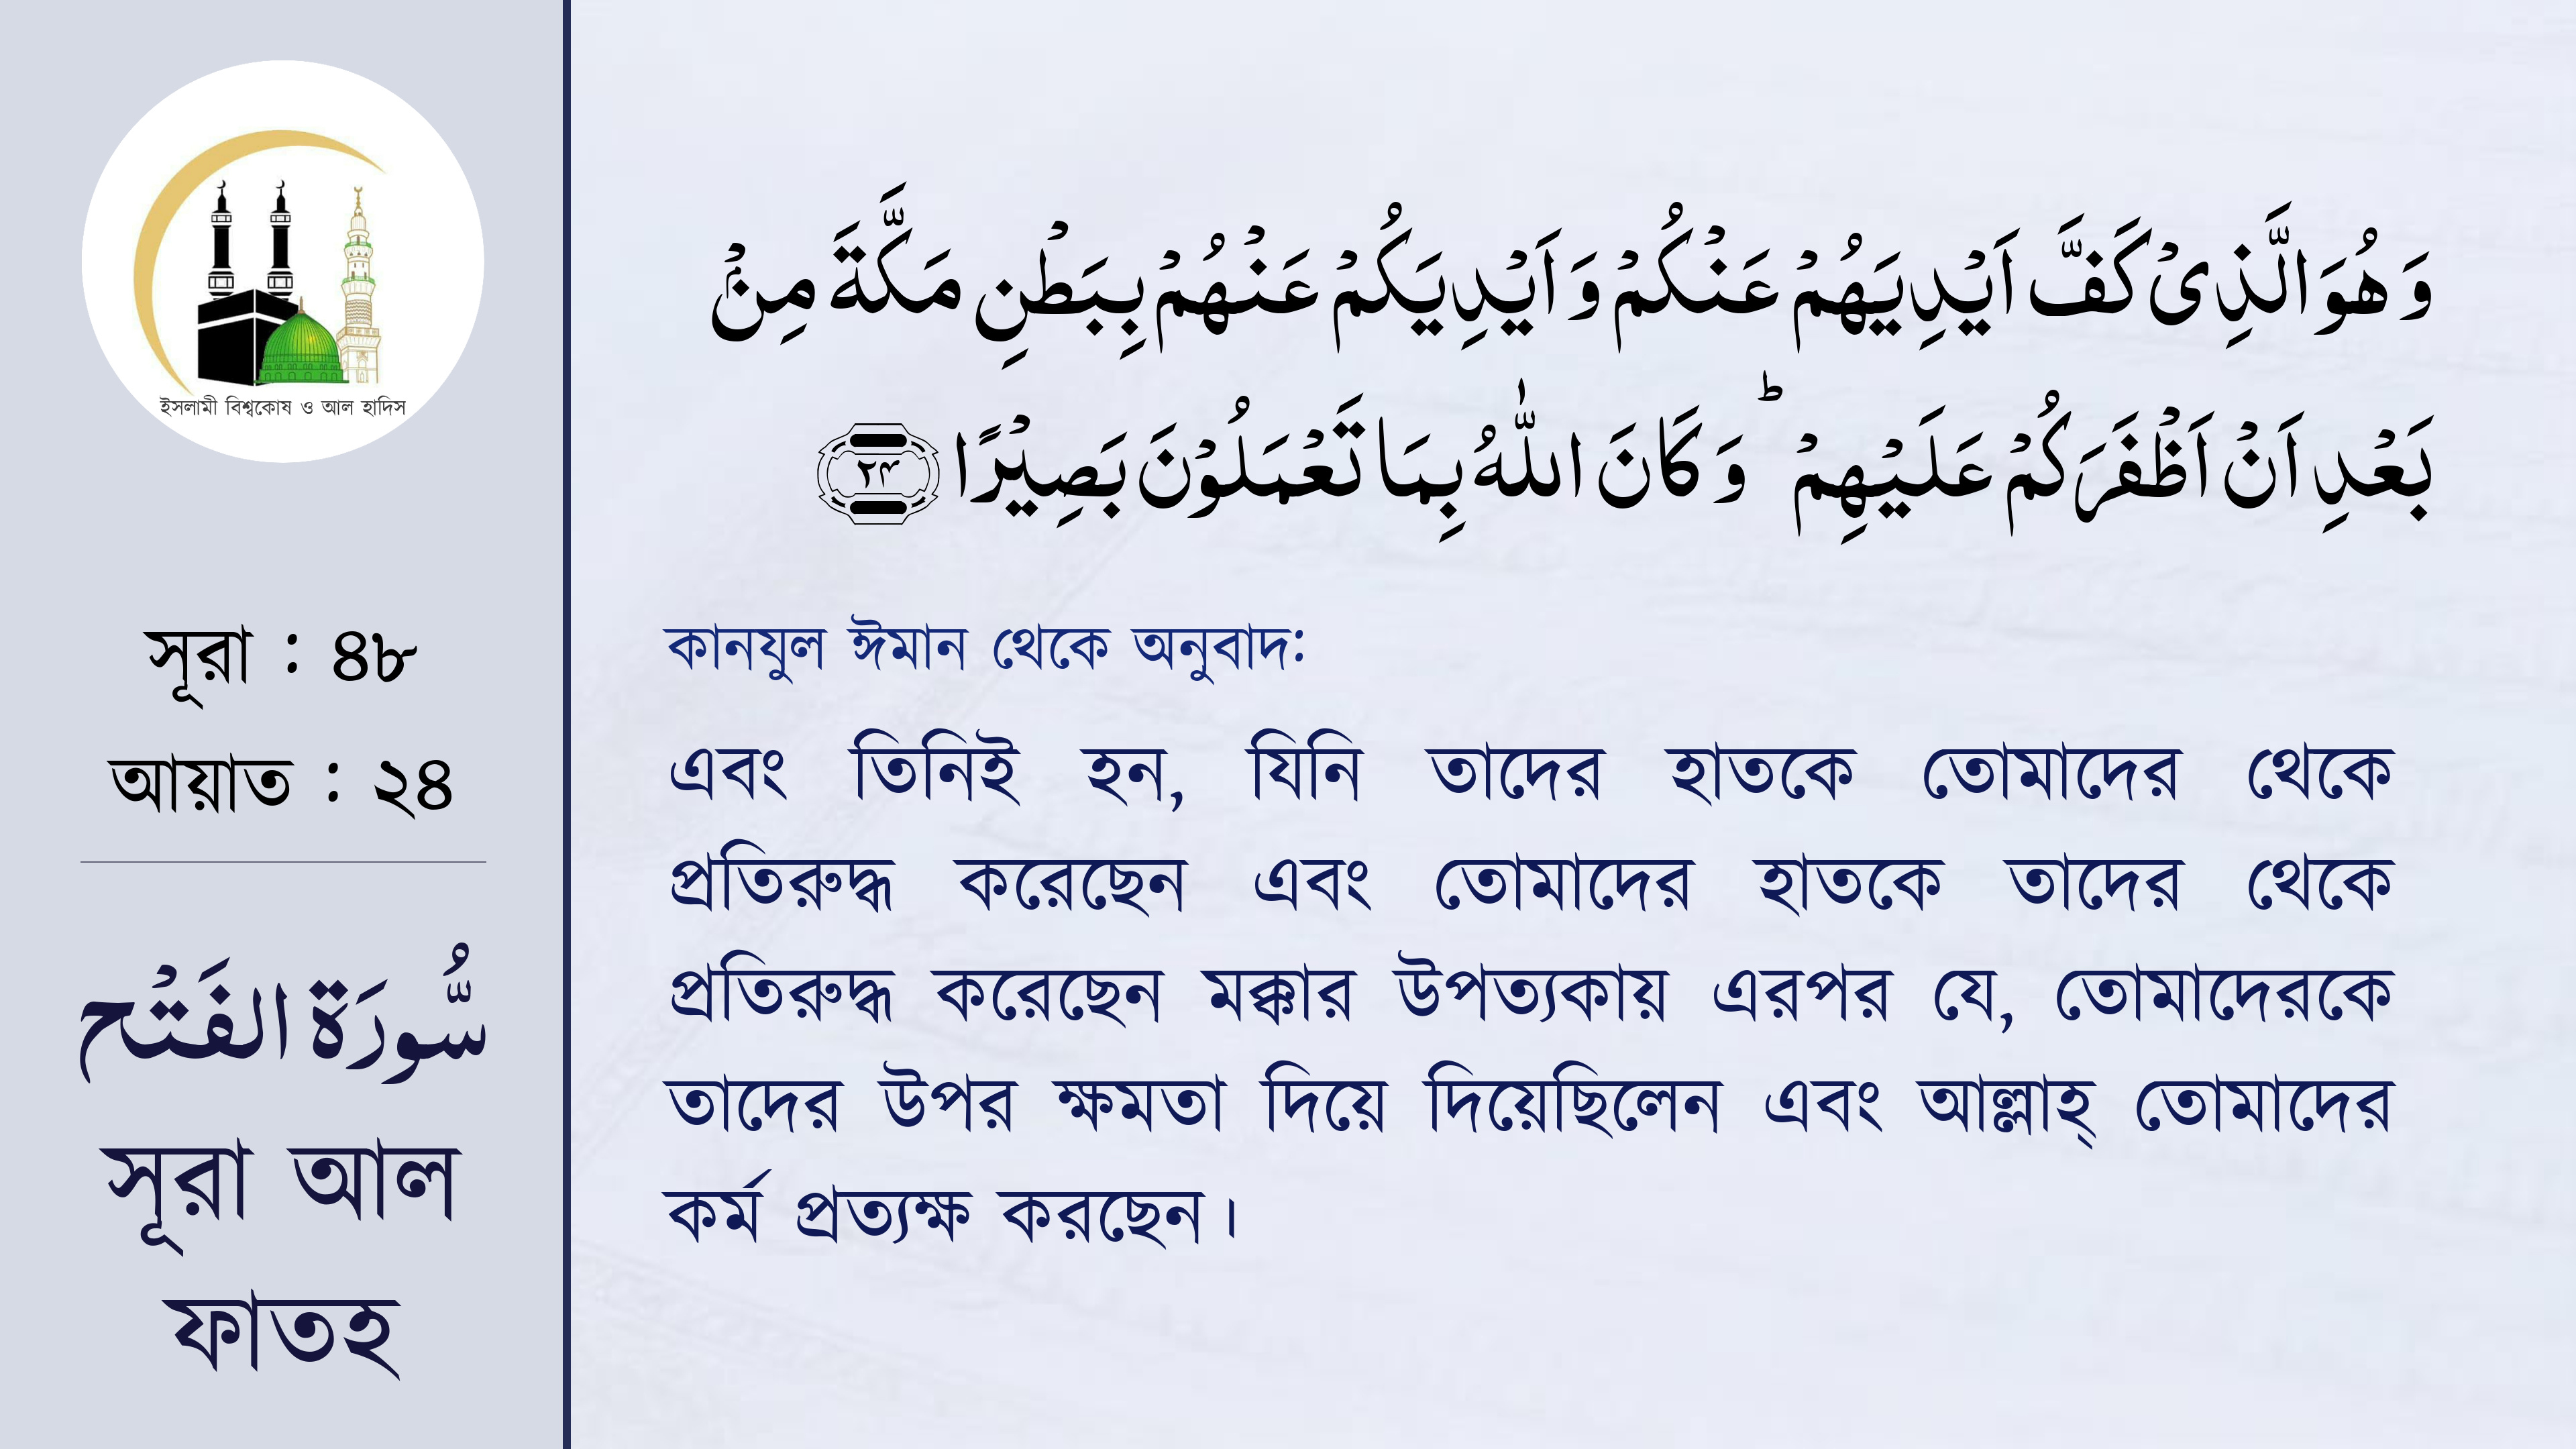 ইসলামী বিশ্বকোষ ও আল হাদিস
সূরা : ৪৮
আয়াত : ২৪
سُّورَة الفَتْح
সূরা আল
ফাতহ
وَ هُوَ الَّذِیْ كَفَّ اَیْدِیَهُمْ عَنْكُمْ وَ اَیْدِیَكُمْ عَنْهُمْ بِبَطْنِ مَكَّةَ مِنْۢ
بَعْدِ اَنْ اَظْفَرَكُمْ عَلَیْهِمْؕ وَ كَانَ اللّٰهُ بِمَا تَعْمَلُوْنَ بَصِیْرًا ﴿۲۴﴾
কানযুল ঈমান থেকে অনুবাদ:
এবং তিনিই হন, যিনি তাদের হাতকে তোমাদের থেকে
প্রতিরুদ্ধ করেছেন এবং তোমাদের হাতকে তাদের থেকে
প্রতিরুদ্ধ করেছেন মক্কার উপত্যকায় এরপর যে, তোমাদেরকে
তাদের উপর ক্ষমতা দিয়ে দিয়েছিলেন এবং আল্লাহ্ তোমাদের
কর্ম প্রত্যক্ষ করছেন।